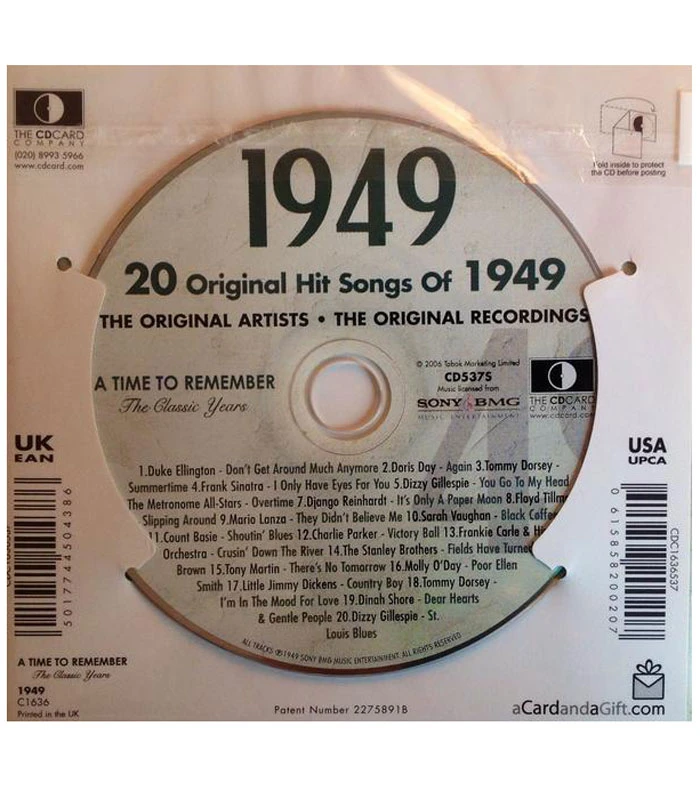 THE CDCARD
COMPANY
(020) 8993 5966
www.cdcard.com
Fold inside to protect
the CD before posting
1949
20 Original Hit Songs Of 1949
THE ORIGINAL ARTISTS • THE ORIGINAL RECORDINGS
A TIME TO REMEMBER
The Classic Years
© 2006 Tabak Marketing Limited
CD537S
Music licensed from
SONY BMG
MUSIC ENTERTAINMENT
THE CDCARD
COMPANY
www.cdcard.com
1.Duke Ellington - Don't Get Around Much Anymore 2.Doris Day - Again 3.Tommy Dorsey -
Summertime 4.Frank Sinatra - I Only Have Eyes For You 5.Dizzy Gillespie - You Go To My Head
The Metronome All-Stars - Overtime 7.Django Reinhardt - It's Only A Paper Moon 8.Floyd Tillm
Slipping Around 9.Mario Lanza - They Didn't Believe Me 10.Sarah Vaughan - Black Coffee
11.Count Basie - Shoutin' Blues 12.Charlie Parker - Victory Ball 13.Frankie Carle & Hi
Orchestra - Crusin' Down The River 14.The Stanley Brothers - Fields Have Turned
Brown 15.Tony Martin - There's No Tomorrow 16.Molly O'Day - Poor Ellen
Smith 17.Little Jimmy Dickens - Country Boy 18.Tommy Dorsey -
I'm In The Mood For Love 19.Dinah Shore - Dear Hearts
& Gentle People 20.Dizzy Gillespie - St.
Louis Blues
ALL TRACKS ℗1949 SONY BMG MUSIC ENTERTAINMENT. ALL RIGHTS RESERVED
UK
EAN
5017744504386
USA
UPCA
0 615858200207
CDC1636537
CDC1636537
A TIME TO REMEMBER
The Classic Years
1949
C1636
Printed in the UK
Patent Number 2275891B
aCardandaGift.com